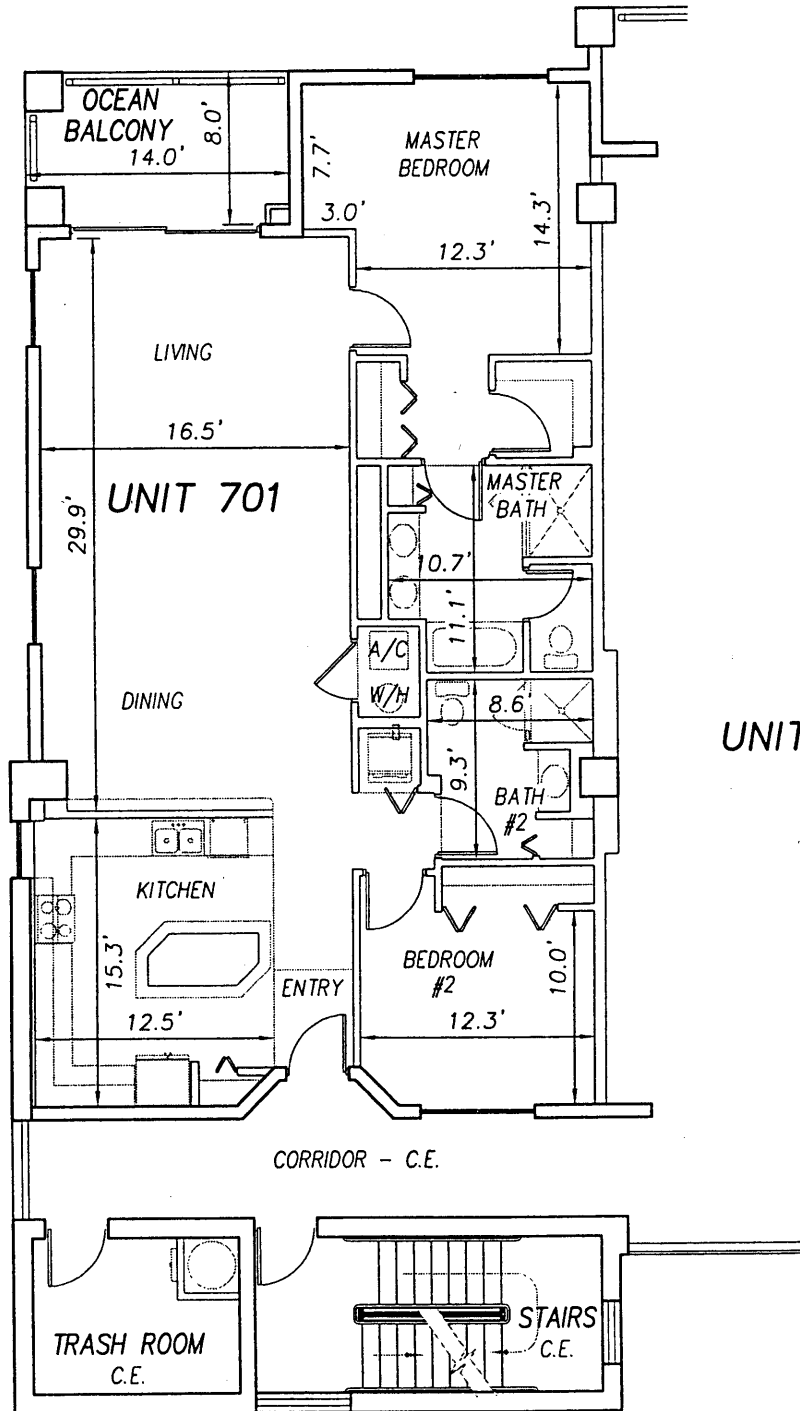 OCEAN
BALCONY
14.0'
8.0'
MASTER
BEDROOM
7.7'
3.0'
14.3'
12.3'
LIVING
16.5'
UNIT 701
29.9'
MASTER
BATH
10.7'
11.1'
A/C
W/H
DINING
8.6'
9.3'
BATH
#2
UNIT
KITCHEN
15.3'
12.5'
ENTRY
BEDROOM
#2
10.0'
12.3'
CORRIDOR - C.E.
TRASH ROOM
C.E.
STAIRS
C.E.